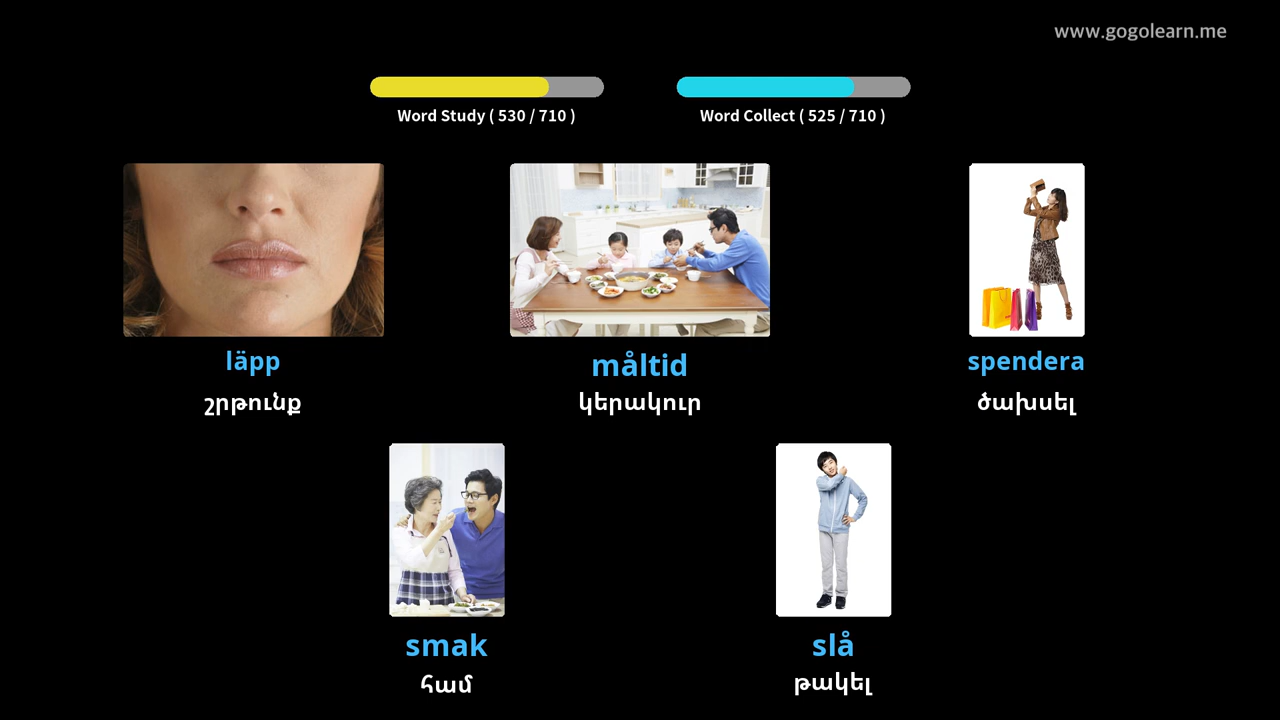 www.gogolearn.me
Word Study ( 530 / 710 )
Word Collect ( 525 / 710 )
läpp
շրթունք
måltid
կերակուր
spendera
ծախսել
smak
համ
slå
թակել